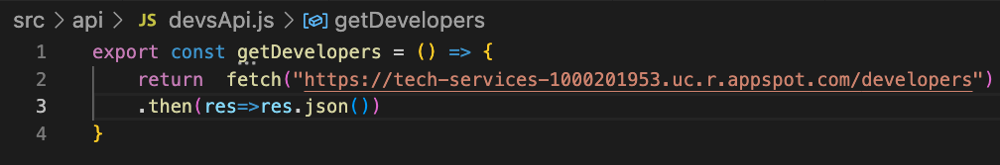 src > api > JS devsApi.js > getDevelopers
1 export const getDevelopers = () => {
2 return  fetch("https://tech-services-1000201953.uc.r.appspot.com/developers")
3 .then(res=>res.json())
4 }